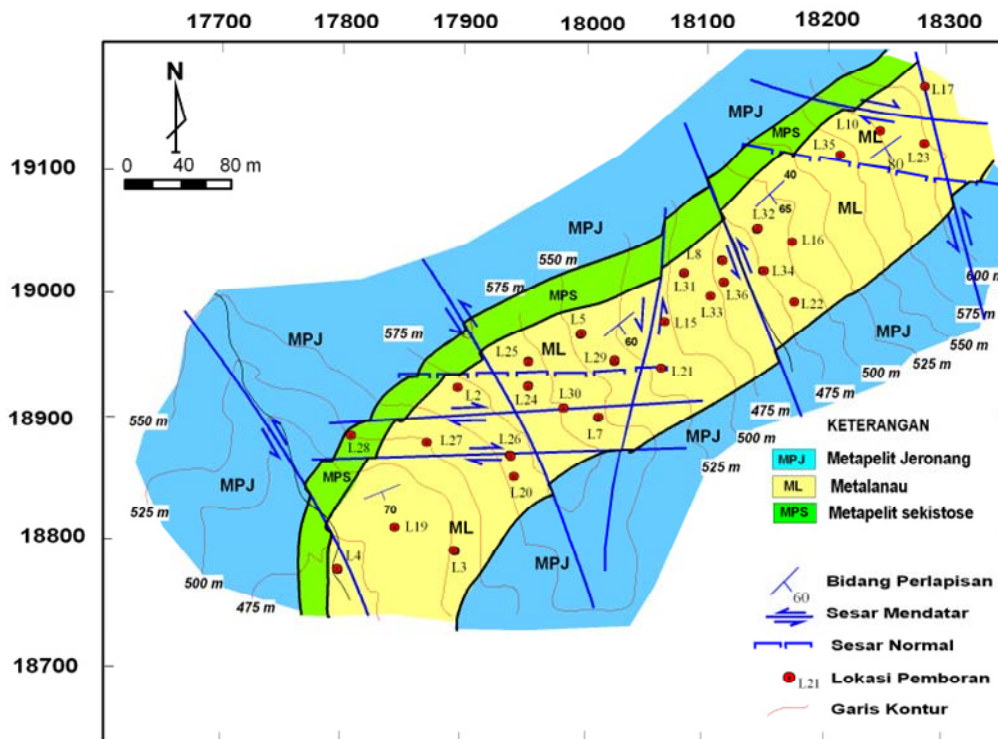 17700 17800 17900 18000 18100 18200 18300
19100
19000
18900
18800
18700
N
0 40 80 m
MPJ
MPS
L17
L10
ML
L35
L23
80
40
65
ML
L32
L16
MPJ
550 m
575 m
L8
L31
L34
L36
L33
L22
600 m
575 m
550 m
525 m
500 m
475 m
475 m
MPJ
MPS
L5
60
L15
575 m
L25
ML
L29
L21
MPJ
L2
L24
L30
L7
MPJ
500 m
525 m
550 m
L28
L27
L26
MPS
L20
MPJ
70
L19
ML
L3
L4
MPJ
525 m
500 m
475 m
KETERANGAN
MPJ Metapelit Jeronang
ML Metalanau
MPS Metapelit sekistose
60 Bidang Perlapisan
Sesar Mendatar
Sesar Normal
L21 Lokasi Pemboran
Garis Kontur